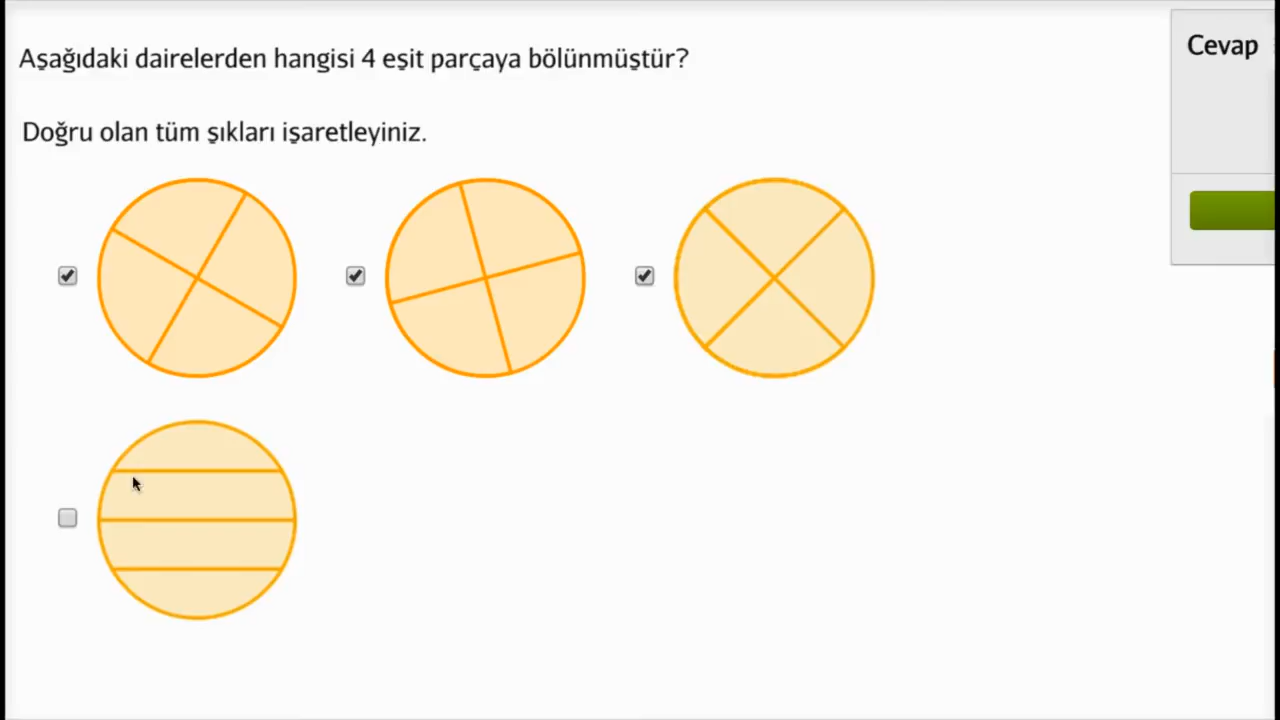 Aşağıdaki dairelerden hangisi 4 eşit parçaya bölünmüştür?
Cevap
Doğru olan tüm şıkları işaretleyiniz.